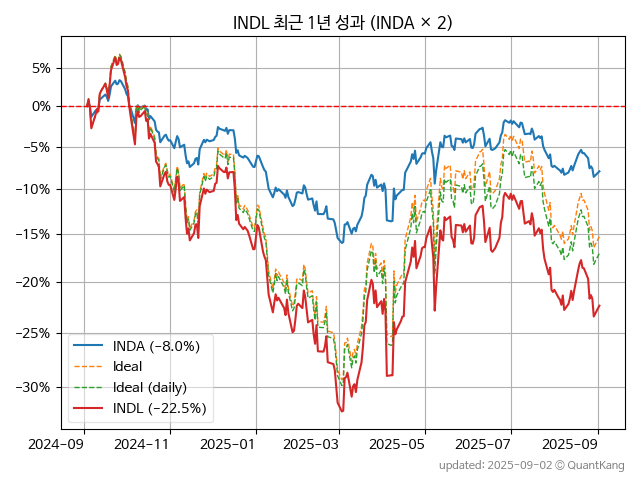 INDL 최근 1년 성과 (INDA × 2)
5%
0%
−5%
−10%
−15%
−20%
−25%
−30%
INDA (−8.0%)
Ideal
Ideal (daily)
INDL (−22.5%)
2024-09 2024-11 2025-01 2025-03 2025-05 2025-07 2025-09
updated: 2025-09-02 © QuantKang